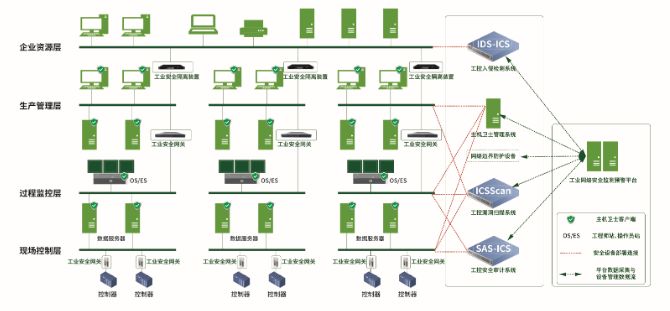 企业资源层
IDS-ICS
工控入侵检测系统
工业安全隔离装置
工业安全隔离装置
工业安全隔离装置
生产管理层
主机卫士管理系统
工业安全网关
工业安全网关
工业安全网关
网络边界防护设备
OS/ES
OS/ES
OS/ES
工业网络安全监测预警平台
过程监控层
ICSScan
工控漏洞扫描系统
主机卫士客户端
OS/ES
工程师站、操作员站
数据服务器
数据服务器
数据服务器
安全设备部署连接
现场控制层
SAS-ICS
工控安全审计系统
平台数据采集与
设备管理数据流
工业安全网关
工业安全网关
工业安全网关
工业安全网关
工业安全网关
工业安全网关
控制器
控制器
控制器
控制器
控制器
控制器